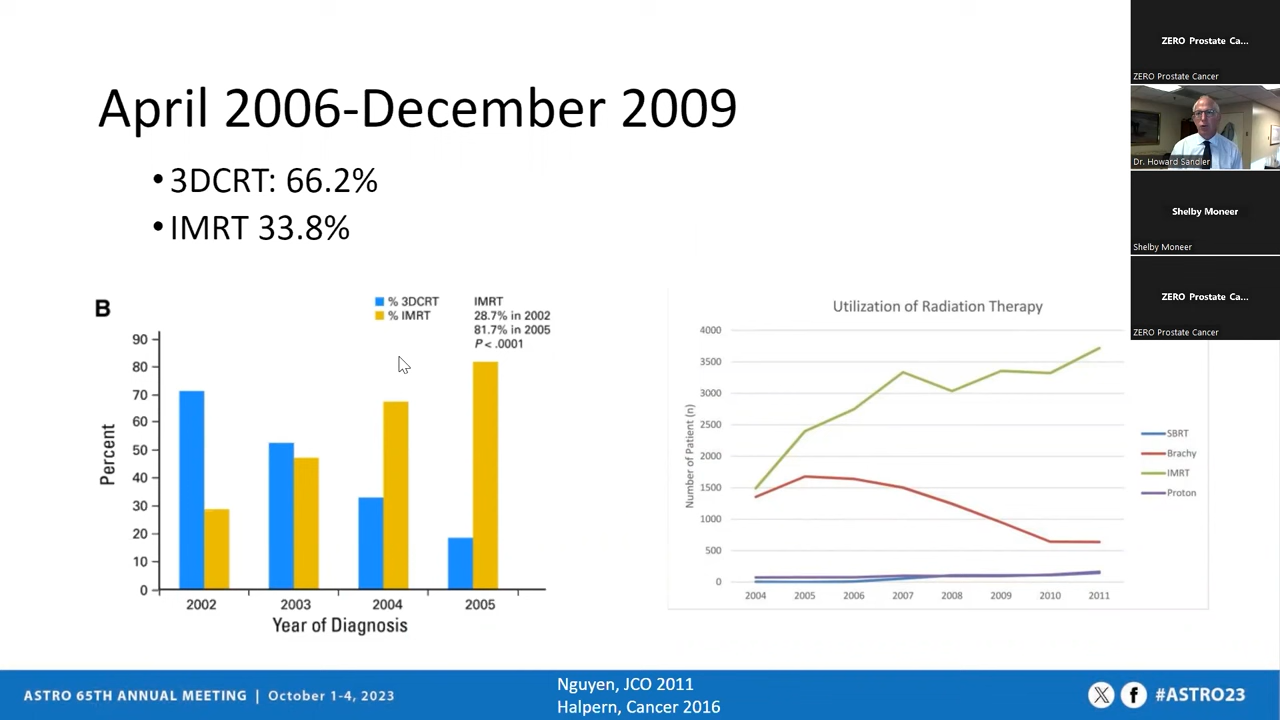 April 2006-December 2009
• 3DCRT: 66.2%
• IMRT 33.8%
B
% 3DCRT
% IMRT
IMRT
28.7% in 2002
81.7% in 2005
P < .0001
Percent
90
80
70
60
50
40
30
20
10
0
2002 2003 2004 2005
Year of Diagnosis
Utilization of Radiation Therapy
Number of Patient (n)
4000
3500
3000
2500
2000
1500
1000
500
0
2004 2005 2006 2007 2008 2009 2010 2011
SBRT
Brachy
IMRT
Proton
ZERO Prostate Ca...
ZERO Prostate Cancer
Dr. Howard Sandler
Shelby Moneer
Shelby Moneer
ZERO Prostate Ca...
ZERO Prostate Cancer
ASTRO 65TH ANNUAL MEETING | October 1-4, 2023
Nguyen, JCO 2011
Halpern, Cancer 2016
#ASTRO23